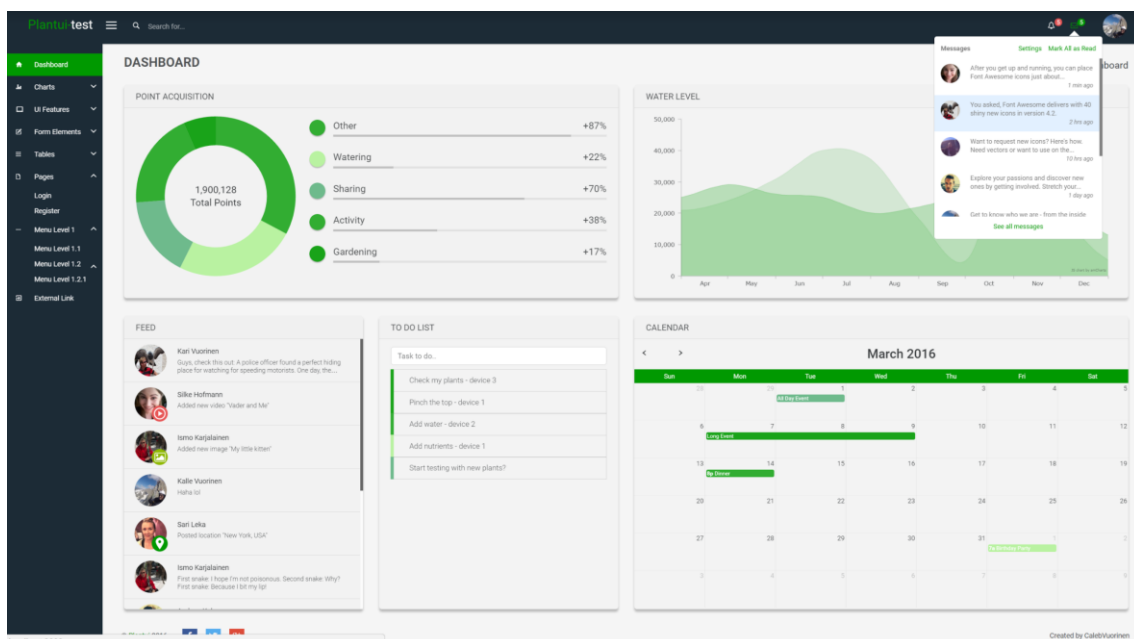 Plantui-test
Search for...
5
5
Dashboard
Charts
UI Features
Form Elements
Tables
Pages
Login
Register
Menu Level 1
Menu Level 1.1
Menu Level 1.2
Menu Level 1.2.1
External Link
DASHBOARD
board
Messages Settings Mark All as Read
After you get up and running, you can place
Font Awesome icons just about...
1 min ago
You asked, Font Awesome delivers with 40
shiny new icons in version 4.2.
2 hrs ago
Want to request new icons? Here's how.
Need vectors or want to use on the...
10 hrs ago
Explore your passions and discover new
ones by getting involved. Stretch your...
1 day ago
Get to know who we are - from the inside
See all messages
POINT ACQUISITION
1,900,128
Total Points
Other +87%
Watering +22%
Sharing +70%
Activity +38%
Gardening +17%
WATER LEVEL
50,000
40,000
30,000
20,000
10,000
0
Apr May Jun Jul Aug Sep Oct Nov Dec
FEED
Kari Vuorinen
Guys, check this out: A police officer found a perfect hiding
place for watching for speeding motorists. One day, the...
Silke Hofmann
Added new video "Vader and Me"
Ismo Karjalainen
Added new image "My little kitten"
Kalle Vuorinen
Haha lol
Sari Leka
Posted location "New York, USA"
Ismo Karjalainen
First snake: I hope I'm not poisonous. Second snake: Why?
First snake: Because I bit my lip!
TO DO LIST
Task to do..
Check my plants - device 3
Pinch the top - device 1
Add water - device 2
Add nutrients - device 1
Start testing with new plants?
CALENDAR
March 2016
Sun Mon Tue Wed Thu Fri Sat
28 29 1 2 3 4 5
All Day Event
6 7 8 9 10 11 12
Long Event
13 14 15 16 17 18 19
8p Dinner
20 21 22 23 24 25 26
27 28 29 30 31 1 2
7a Birthday Party
3 4 5 6 7 8 9
Created by CalebVuorinen